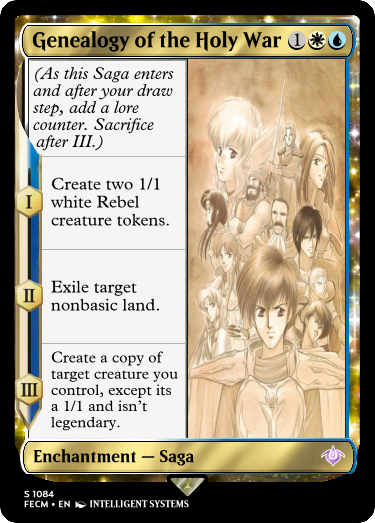 Genealogy of the Holy War 1
(As this Saga enters
and after your draw
step, add a lore
counter. Sacrifice
after III.)
I
Create two 1/1
white Rebel
creature tokens.
II
Exile target
nonbasic land.
III
Create a copy of
target creature you
control, except its
a 1/1 and isn't
legendary.
Enchantment — Saga
S 1084
FECM • EN INTELLIGENT SYSTEMS